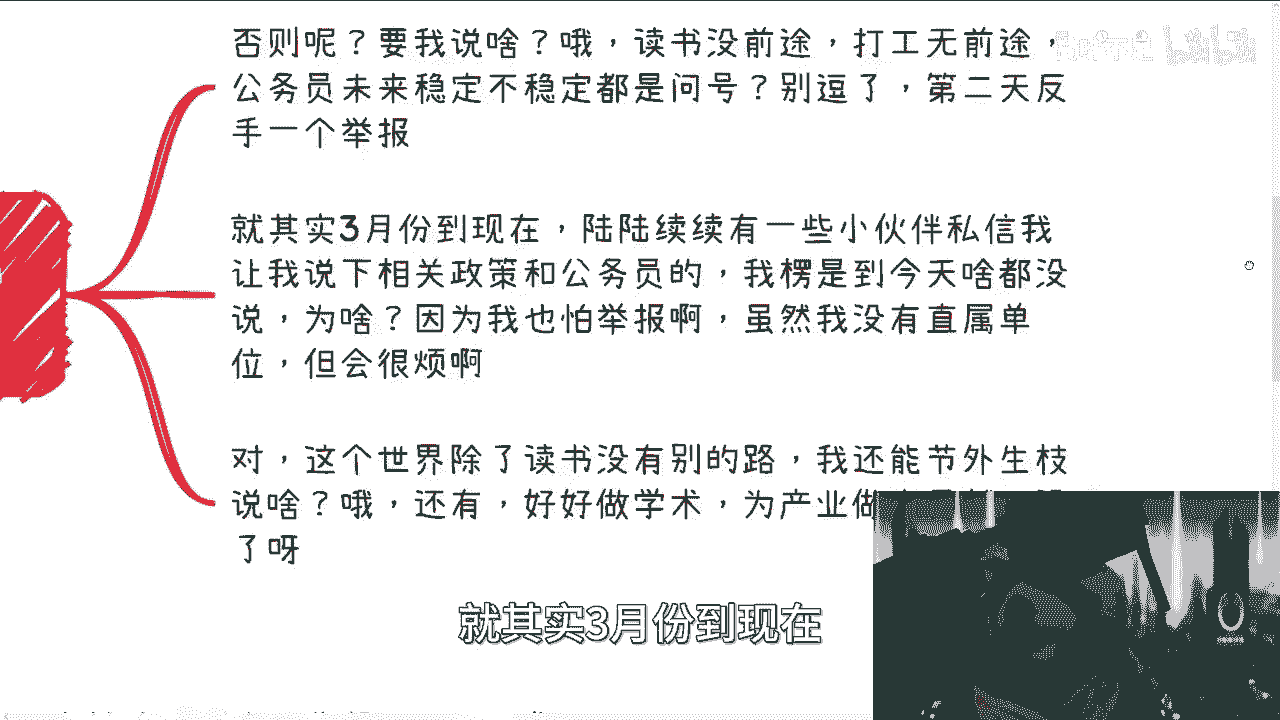 否则呢？要我说啥？哦，读书没前途，打工无前途，
公务员未来稳定不稳定都是问号？别逗了，第二天反
手一个举报
就其实3月份到现在，陆陆续续有一些小伙伴私信我
让我说下相关政策和公务员的，我楞是到今天啥都没
说，为啥？因为我也怕举报啊，虽然我没有直属单
位，但会很烦啊
对，这个世界除了读书没有别的路，我还能节外生枝
说啥？哦，还有，好好做学术，为产业做
了呀
就其实3月份到现在